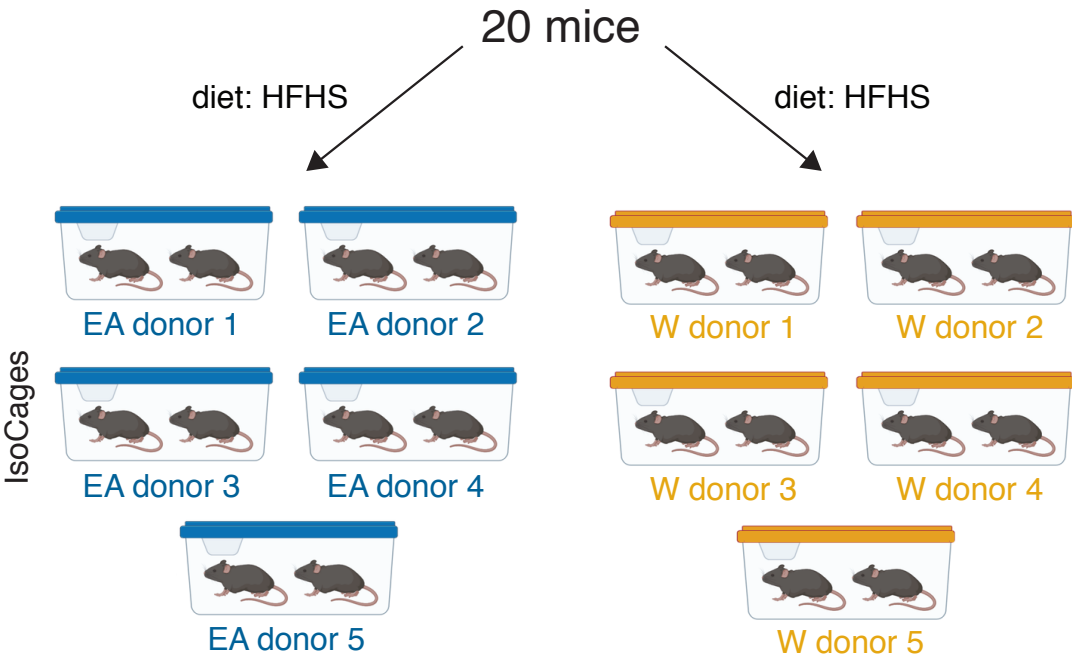 20 mice
diet: HFHS
diet: HFHS
IsoCages
EA donor 1
EA donor 2
W donor 1
W donor 2
EA donor 3
EA donor 4
W donor 3
W donor 4
EA donor 5
W donor 5